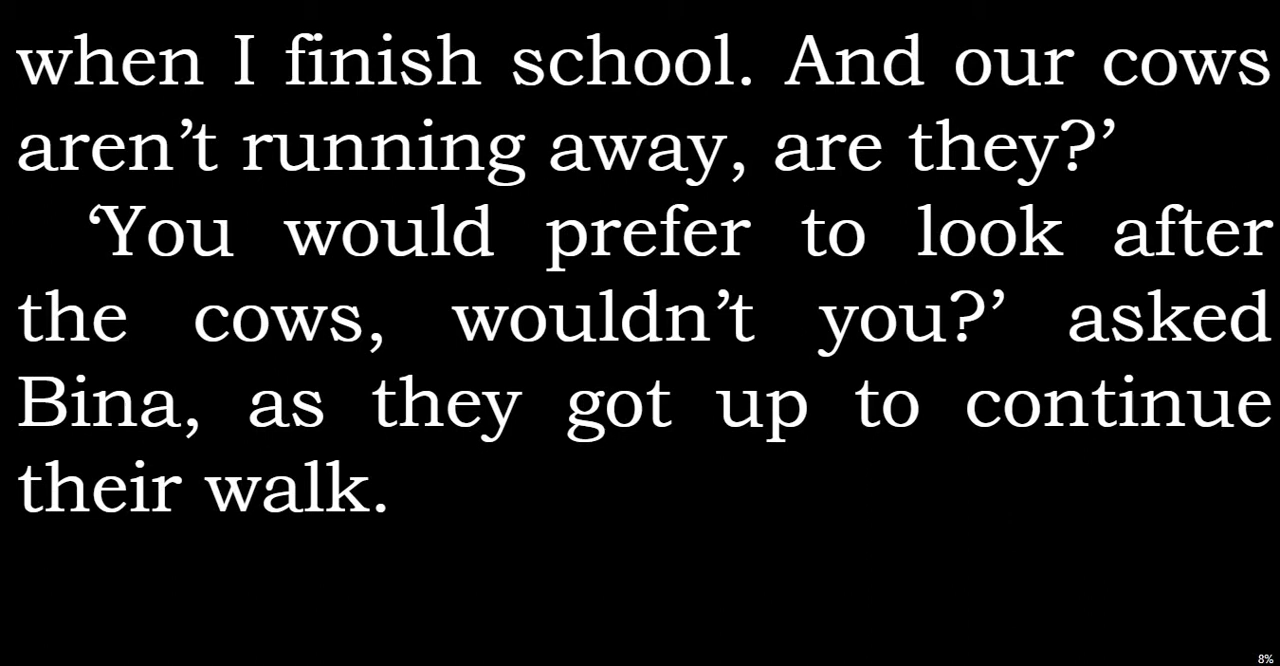 when I finish school. And our cows
aren’t running away, are they?’
‘You would prefer to look after
the cows, wouldn’t you?’ asked
Bina, as they got up to continue
their walk.
8%